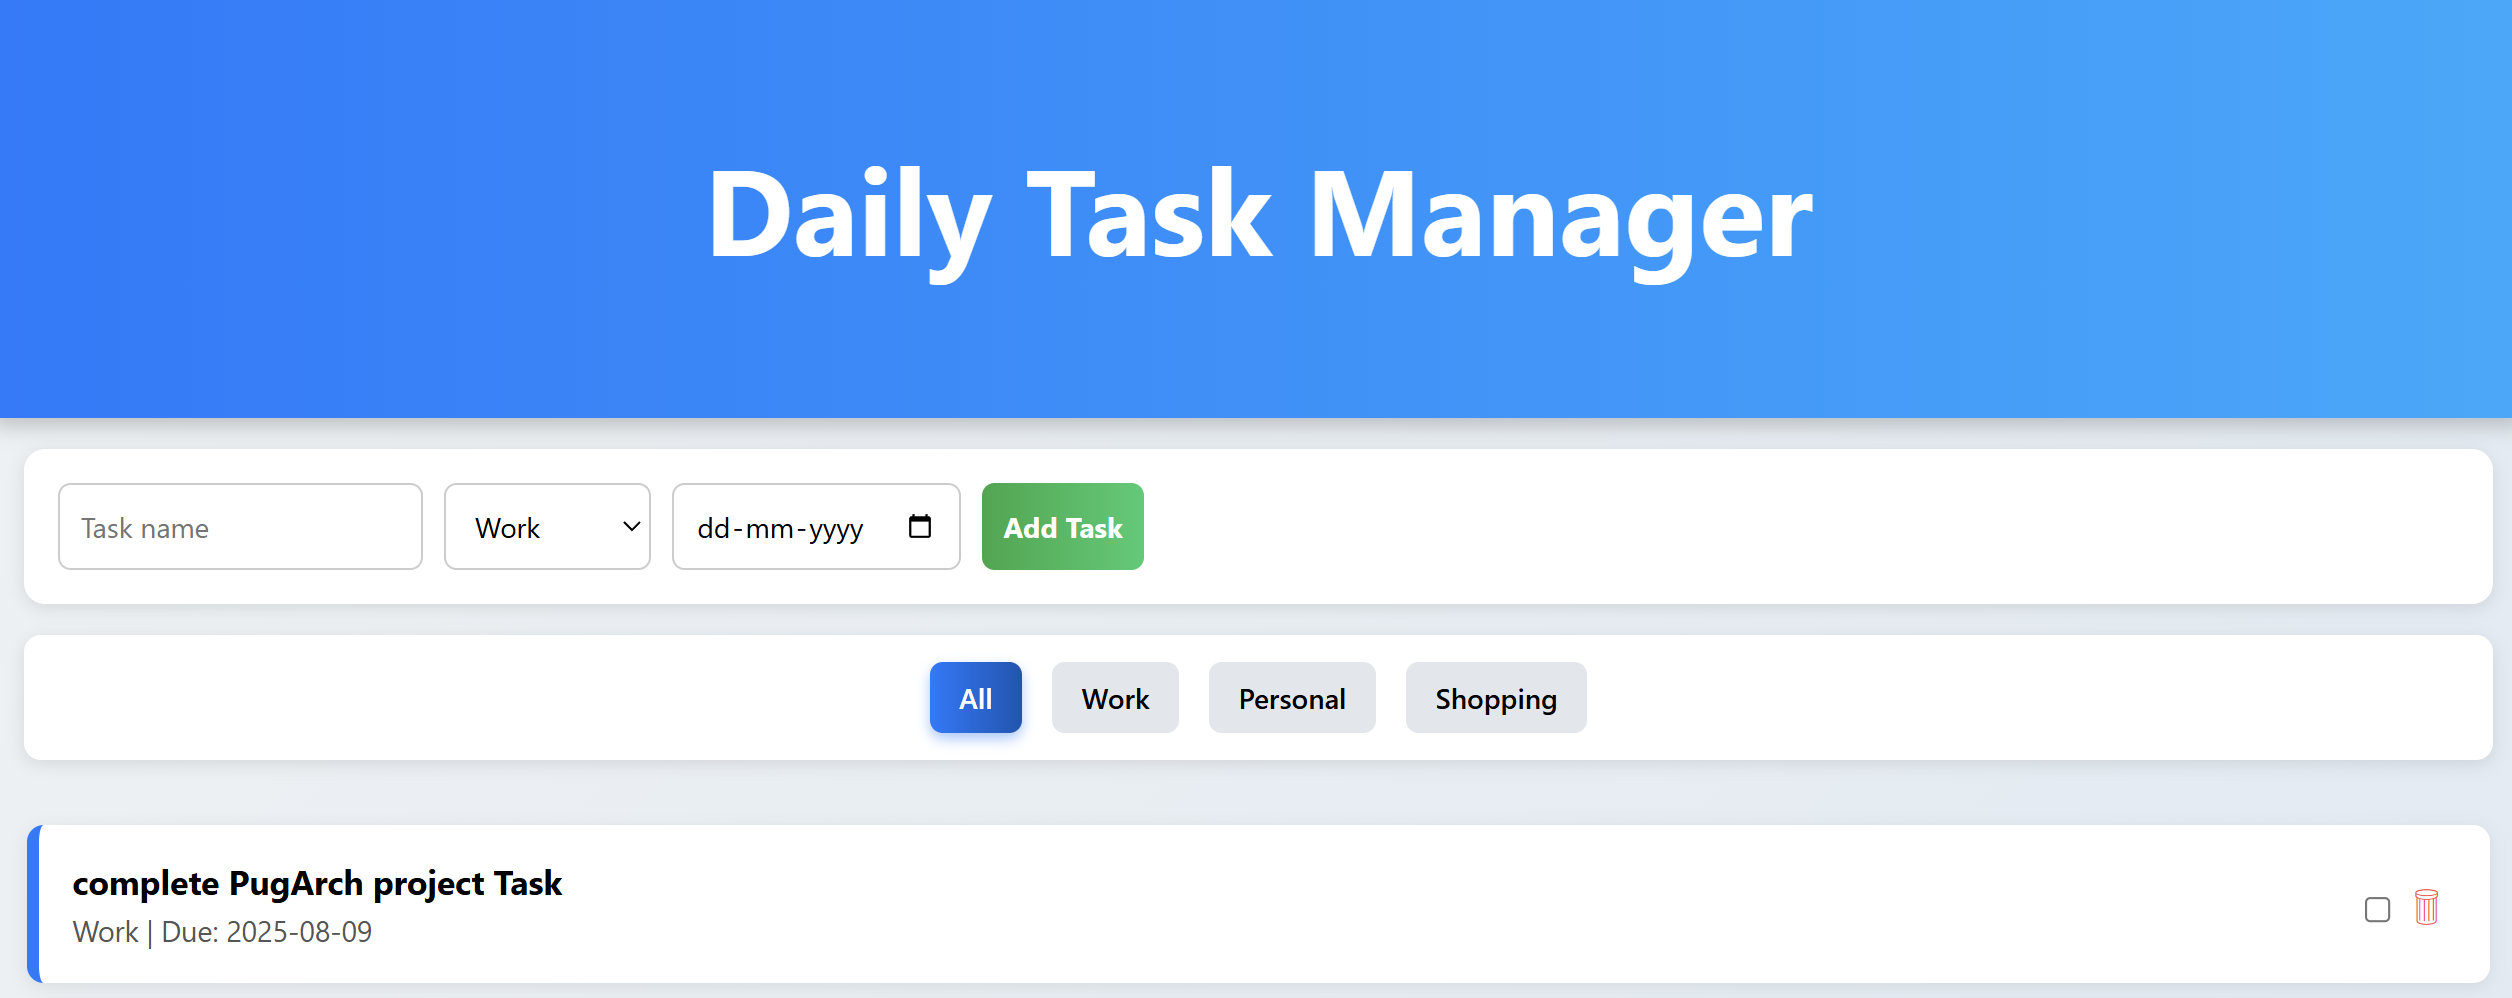 Daily Task Manager
Task name Work dd-mm-yyyy Add Task
All Work Personal Shopping
complete PugArch project Task
Work | Due: 2025-08-09